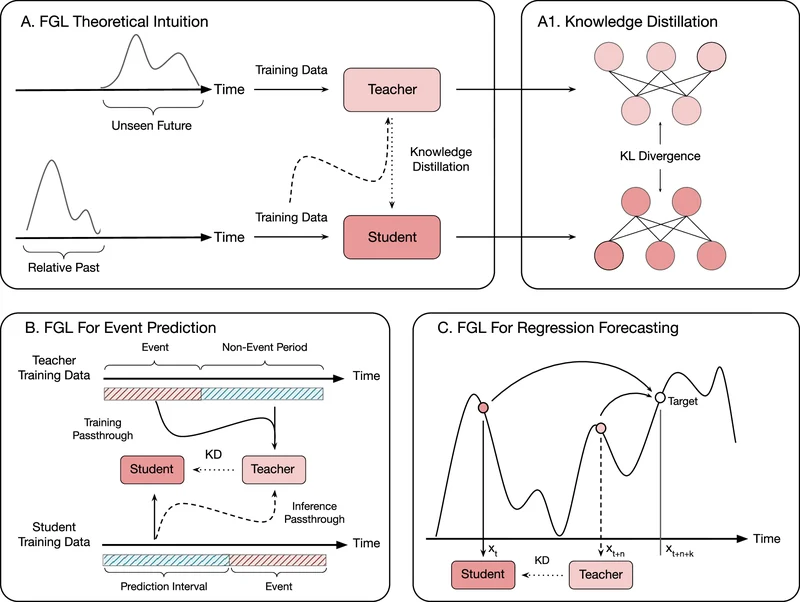 A. FGL Theoretical Intuition
Time
Unseen Future
Training Data
Teacher
Knowledge
Distillation
Training Data
Time
Relative Past
Student
A1. Knowledge Distillation
KL Divergence
B. FGL For Event Prediction
Event
Non-Event Period
Teacher
Training Data
Time
Training
Passthrough
Student
KD
Teacher
Inference
Passthrough
Student
Training Data
Time
Prediction Interval
Event
C. FGL For Regression Forecasting
Target
Time
xt
xt+n
xt+n+k
Student
KD
Teacher